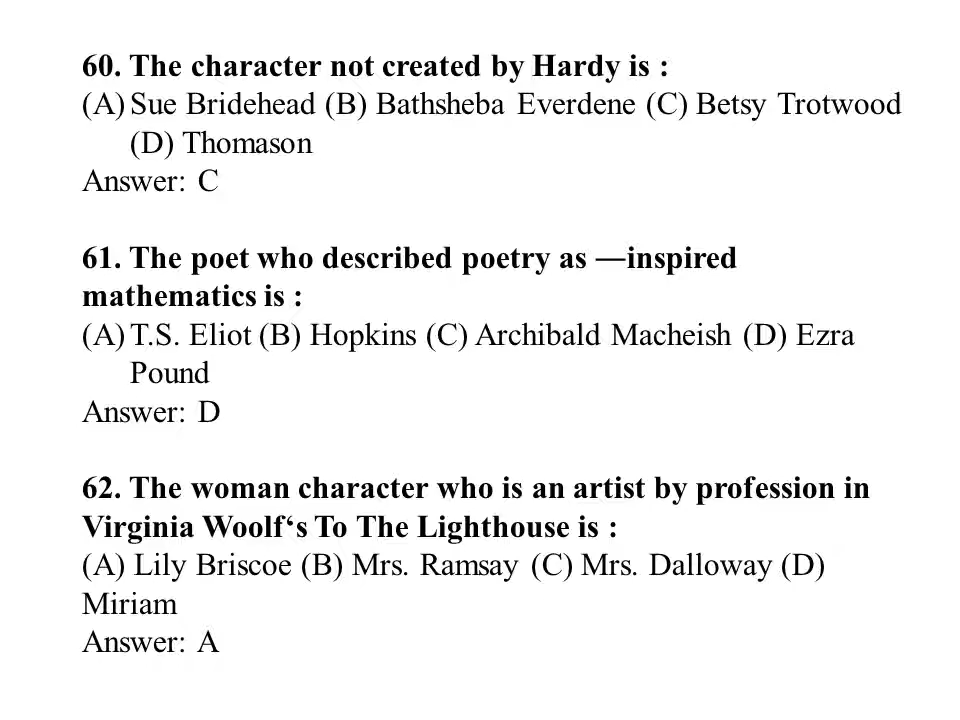 60. The character not created by Hardy is :
(A) Sue Bridehead (B) Bathsheba Everdene (C) Betsy Trotwood
(D) Thomason
Answer: C
61. The poet who described poetry as ―inspired
mathematics is :
(A) T.S. Eliot (B) Hopkins (C) Archibald Macheish (D) Ezra
Pound
Answer: D
62. The woman character who is an artist by profession in
Virginia Woolf‘s To The Lighthouse is :
(A) Lily Briscoe (B) Mrs. Ramsay (C) Mrs. Dalloway (D)
Miriam
Answer: A